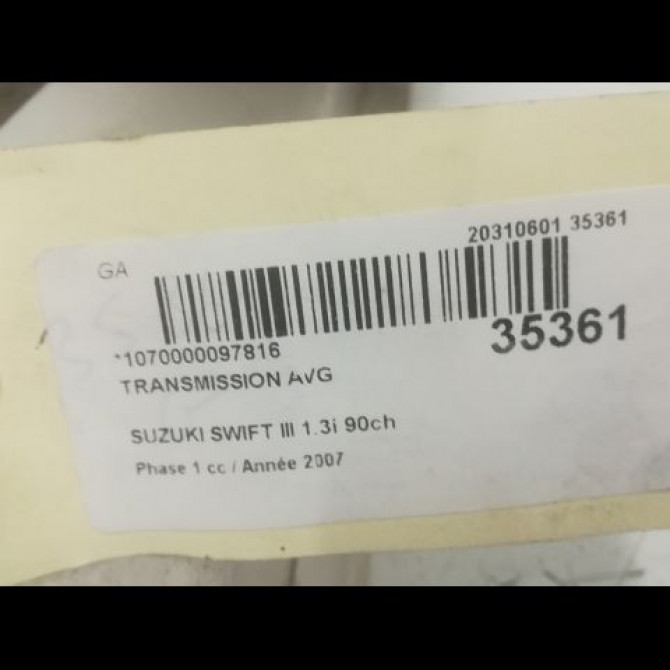 20310601 35361
GA
35361
*1070000097816
TRANSMISSION AVG
SUZUKI SWIFT III 1.3i 90ch
Phase 1 cc / Année 2007